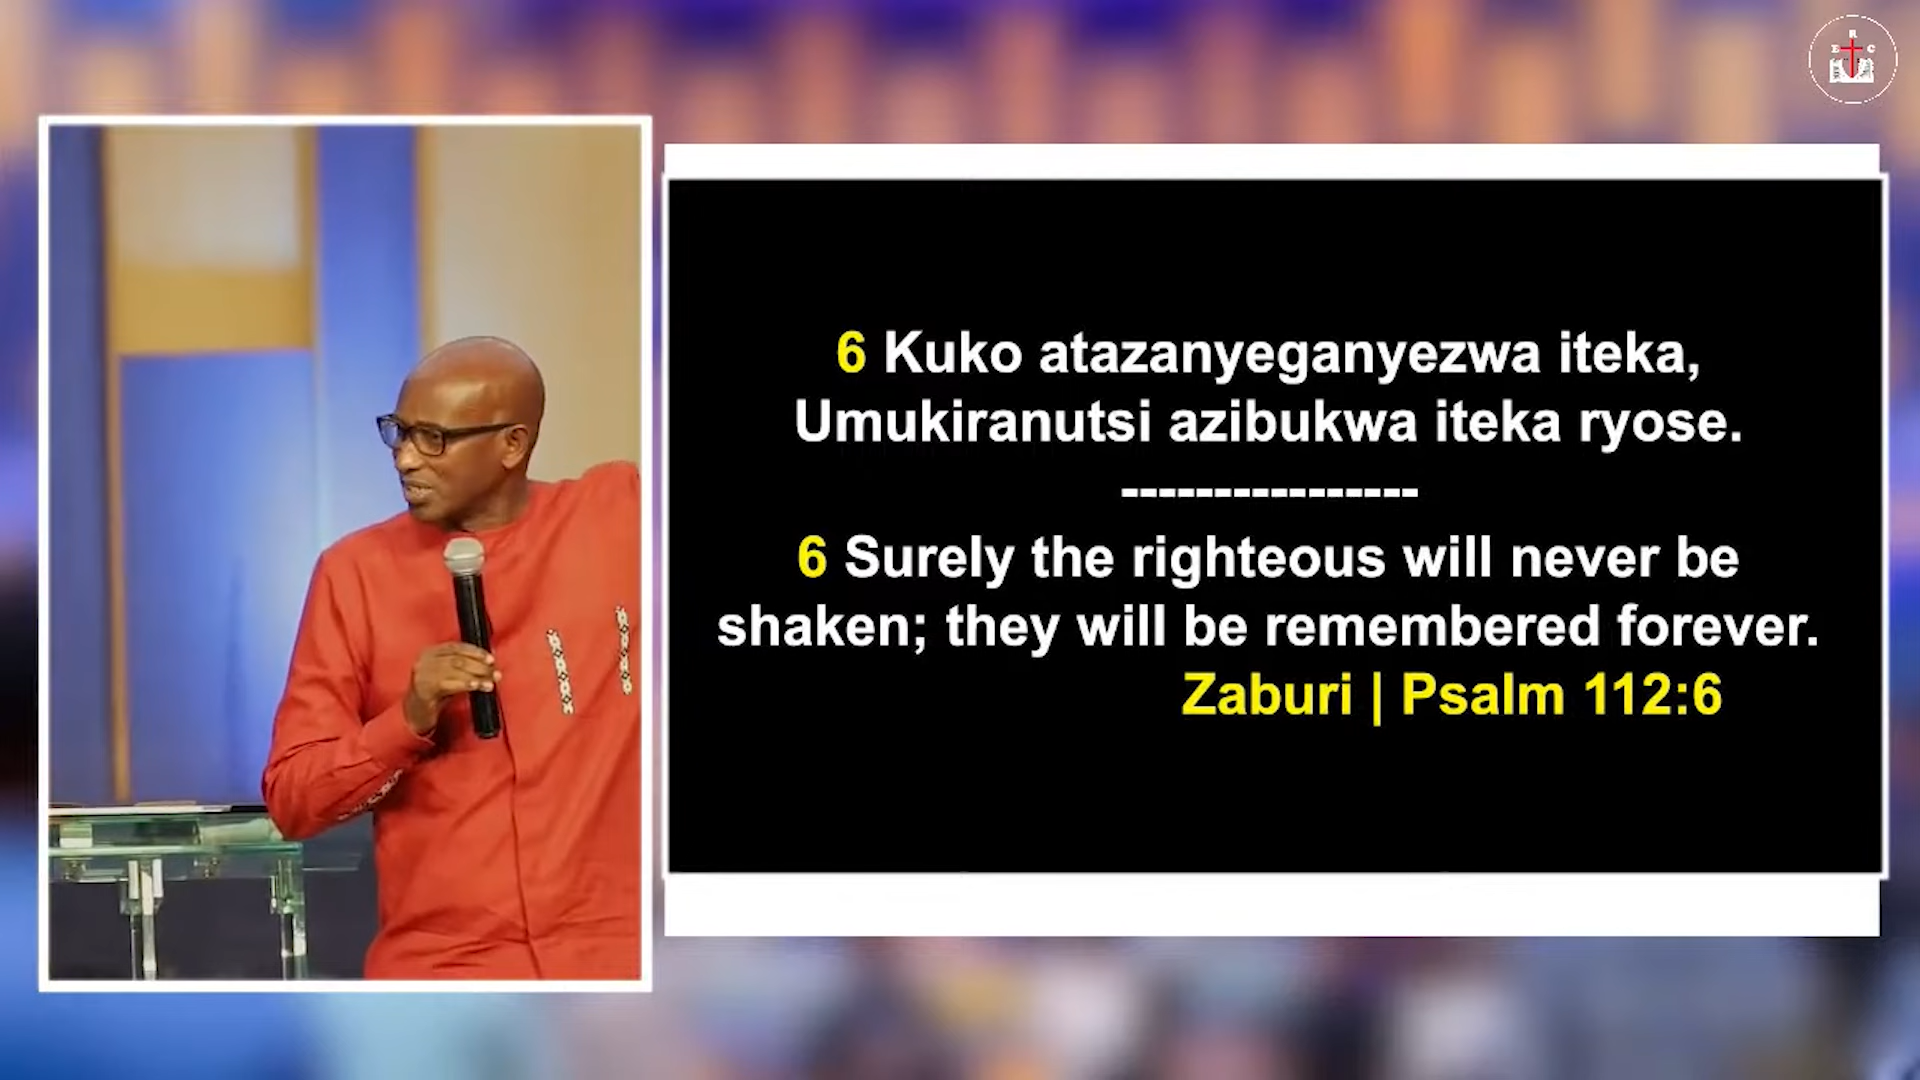 E R C
6 Kuko atazanyeganyezwa iteka,
Umukiranutsi azibukwa iteka ryose.
----------------
6 Surely the righteous will never be
shaken; they will be remembered forever.
Zaburi | Psalm 112:6